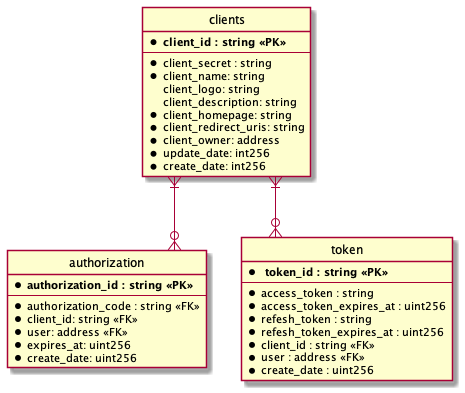 clients
client_id : string «PK»
client_secret : string
client_name: string
client_logo: string
client_description: string
client_homepage: string
client_redirect_uris: string
client_owner: address
update_date: int256
create_date: int256
authorization
authorization_id : string «PK»
authorization_code : string «FK»
client_id: string «FK»
user: address «FK»
expires_at: uint256
create_date: uint256
token
token_id : string «PK»
access_token : string
access_token_expires_at : uint256
refesh_token : string
refesh_token_expires_at : uint256
client_id : string «FK»
user : address «FK»
create_date : uint256